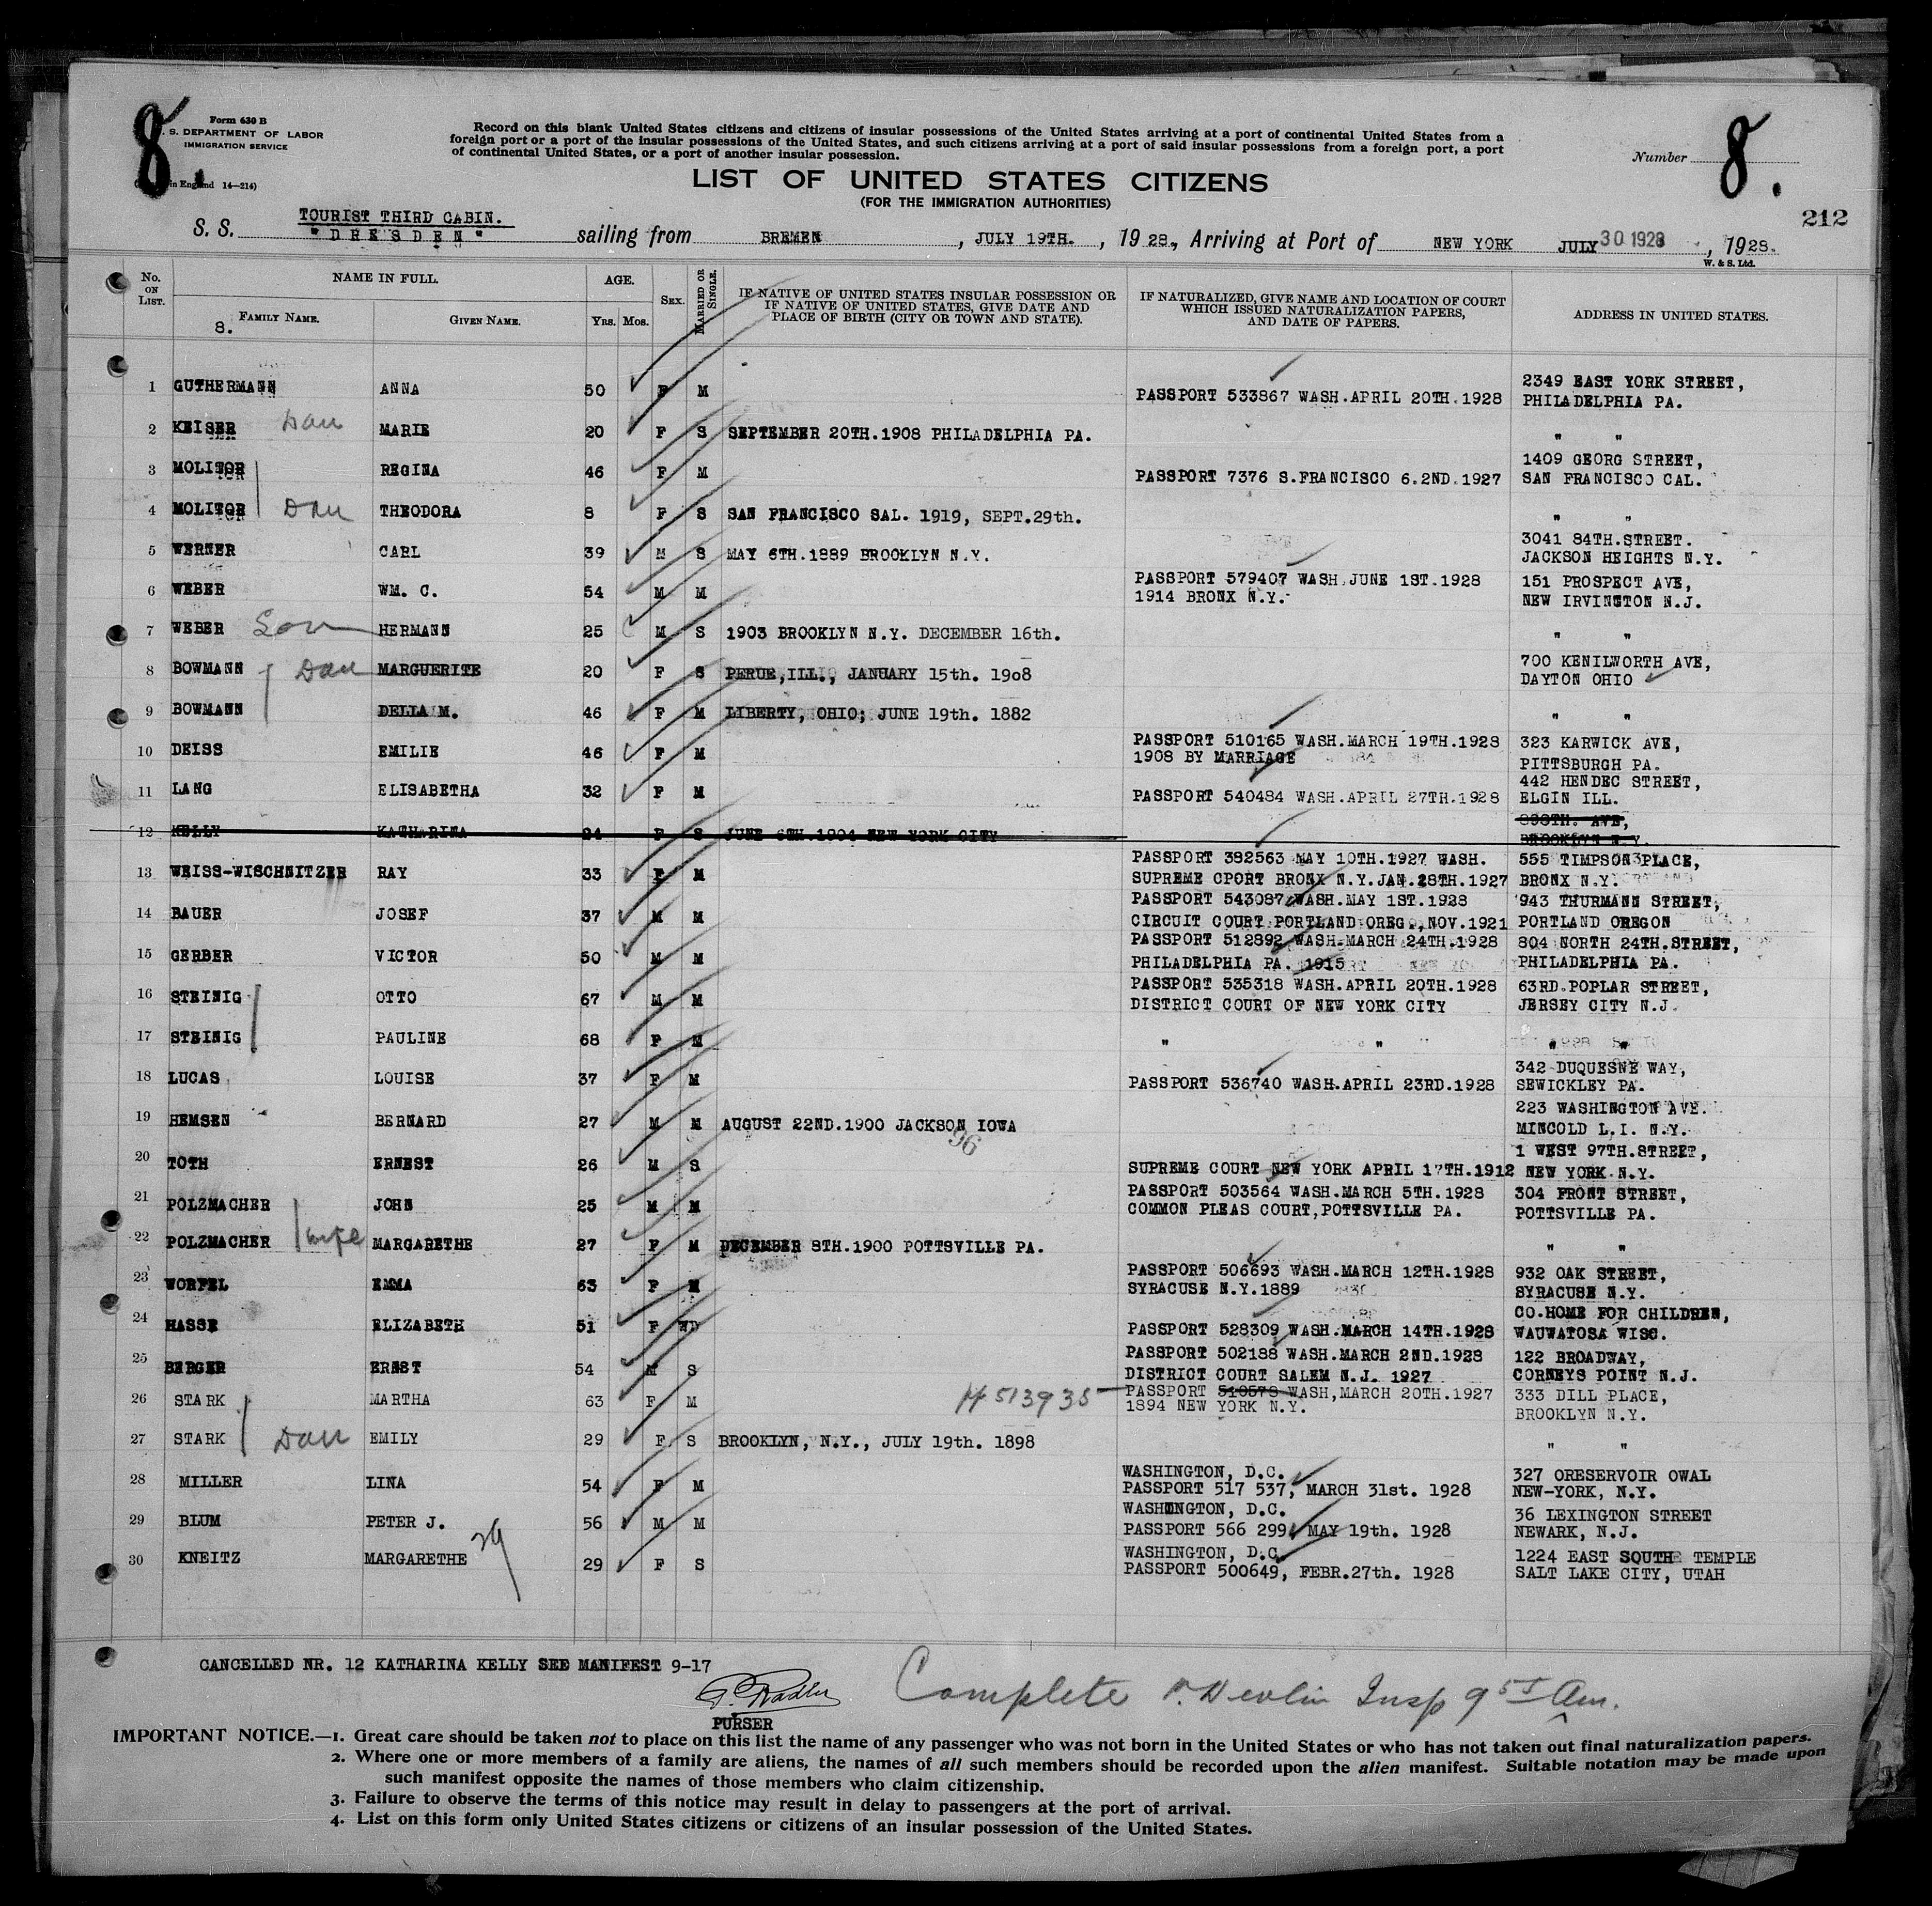 8
Form 630 B
S. DEPARTMENT OF LABOR
IMMIGRATION SERVICE
in England 14—214)
Record on this blank United States citizens and citizens of insular possessions of the United States arriving at a port of continental United States from a
foreign port or a port of the insular possessions of the United States, and such citizens arriving at a port of said insular possessions from a foreign port, a port
of continental United States, or a port of another insular possession.
Number 8.
LIST OF UNITED STATES CITIZENS
(FOR THE IMMIGRATION AUTHORITIES)
212
TOURIST THIRD CABIN.
S. S. "DRESDEN" sailing from BREMEN, JULY 19TH., 1928., Arriving at Port of NEW YORK JULY 30 1928, 1928.
W. & S. Ltd.
No. ON LIST. NAME IN FULL. AGE. SEX. MARRIED OR SINGLE. IF NATIVE OF UNITED STATES INSULAR POSSESSION OR IF NATIVE OF UNITED STATES, GIVE DATE AND PLACE OF BIRTH (CITY OR TOWN AND STATE). IF NATURALIZED, GIVE NAME AND LOCATION OF COURT WHICH ISSUED NATURALIZATION PAPERS, AND DATE OF PAPERS. ADDRESS IN UNITED STATES.
8. FAMILY NAME. GIVEN NAME. Yrs. Mos.
1 GUTHERMANN ANNA 50 F M PASSPORT 533867 WASH.APRIL 20TH.1928 2349 EAST YORK STREET, PHILADELPHIA PA.
2 KEISER Dau MARIE 20 F S SEPTEMBER 20TH.1908 PHILADELPHIA PA. " "
3 MOLITOR REGINA 46 F M PASSPORT 7376 S.FRANCISCO 6.2ND.1927 1409 GEORG STREET, SAN FRANCISCO CAL.
4 MOLITOR Dau THEODORA 8 F S SAN FRANCISCO SAL. 1919, SEPT.29th. " "
5 WERNER CARL 39 M S MAY 6TH.1889 BROOKLYN N.Y. 3041 84TH.STREET. JACKSON HEIGHTS N.Y.
6 WEBER WM. C. 54 M M PASSPORT 579407 WASH.JUNE 1ST.1928 1914 BRONX N.Y. 151 PROSPECT AVE, NEW IRVINGTON N.J.
7 WEBER Son HERMANN 25 M S 1903 BROOKLYN N.Y. DECEMBER 16th. " "
8 BOWMANN Dau MARGUERITE 20 F S PERUE,ILL., JANUARY 15th. 1908 700 KENILWORTH AVE, DAYTON OHIO
9 BOWMANN DELIA M. 46 F M LIBERTY, OHIO; JUNE 19th. 1882 " "
10 DEISS EMILIE 46 F M PASSPORT 510165 WASH.MARCH 19TH.1928 1908 BY MARRIAGE 323 KARWICK AVE, PITTSBURGH PA.
11 LANG ELISABETHA 32 F M PASSPORT 540484 WASH.APRIL 27TH.1928 442 HENDEC STREET, ELGIN ILL.
12 KELLY KATHARINA 24 F S JUNE 6TH.1904 NEW YORK CITY AVE, BROOKLYN N.Y.
13 WEISS-WISCHNITZER RAY 33 F M PASSPORT 382563 MAY 10TH.1927 WASH. SUPREME CPORT BRONX N.Y.JAN.28TH.1927 555 TIMPSON PLACE, BRONX N.Y.
14 BAUER JOSEF 37 M M PASSPORT 543087 WASH.MAY 1ST.1928 CIRCUIT COURT PORTLAND OREG., NOV.1921 943 THURMANN STREET, PORTLAND OREGON
15 GERBER VICTOR 50 M M PASSPORT 512892 WASH.MARCH 24TH.1928 PHILADELPHIA PA. 1915 804 NORTH 24TH.STREET, PHILADELPHIA PA.
16 STEINIG OTTO 67 M M PASSPORT 535318 WASH.APRIL 20TH.1928 DISTRICT COURT OF NEW YORK CITY 63RD.POPLAR STREET, JERSEY CITY N.J.
17 STEINIG PAULINE 68 F M " " " "
18 LUCAS LOUISE 37 F M PASSPORT 536740 WASH.APRIL 23RD.1928 342 DUQUESNE WAY, SEWICKLEY PA.
19 HEMSEN BERNARD 27 M M AUGUST 22ND.1900 JACKSON IOWA 96 223 WASHINGTON AVE. MINCOLD L.I. N.Y.
20 TOTH ERNEST 26 M S SUPREME COURT NEW YORK APRIL 17TH.1912 1 WEST 97TH.STREET, NEW YORK N.Y.
21 POLZMACHER JOHN 25 M M PASSPORT 503564 WASH.MARCH 5TH.1928 COMMON PLEAS COURT,POTTSVILLE PA. 304 FRONT STREET, POTTSVILLE PA.
22 POLZMACHER wife MARGARETHE 27 F M DECEMBER 8TH.1900 POTTSVILLE PA. " "
23 WORFEL EMMA 63 F M PASSPORT 506693 WASH.MARCH 12TH.1928 SYRACUSE N.Y.1889 932 OAK STREET, SYRACUSE N.Y.
24 HASSE ELIZABETH 51 F WD PASSPORT 528309 WASH.MARCH 14TH.1928 CO.HOME FOR CHILDREN, WAUWATOSA WISC.
25 BERGER ERNST 54 M S PASSPORT 502188 WASH.MARCH 2ND.1928 DISTRICT COURT SALEM N.J. 1927 122 BROADWAY, CORNEYS POINT N.J.
26 STARK MARTHA 63 F M # 513935 PASSPORT 510578 WASH,MARCH 20TH.1927 1894 NEW YORK N.Y. 333 DILL PLACE, BROOKLYN N.Y.
27 STARK Dau EMILY 29 F S BROOKLYN, N.Y., JULY 19th. 1898 " "
28 MILLER LINA 54 F M WASHINGTON, D.C. PASSPORT 517 537, MARCH 31st. 1928 327 ORESERVOIR OWAL NEW-YORK, N.Y.
29 BLUM PETER J. 56 M M WASHINGTON, D.C. PASSPORT 566 299, MAY 19th. 1928 36 LEXINGTON STREET NEWARK, N.J.
30 KNEITZ MARGARETHE 29 29 F S WASHINGTON, D.C. PASSPORT 500649, FEBR.27th. 1928 1224 EAST SOUTH TEMPLE SALT LAKE CITY, UTAH
CANCELLED NR. 12 KATHARINA KELLY SEE MANIFEST 9-17
Complete Devlin Insp 9 Am.
PURSER
IMPORTANT NOTICE.—1. Great care should be taken not to place on this list the name of any passenger who was not born in the United States or who has not taken out final naturalization papers.
2. Where one or more members of a family are aliens, the names of all such members should be recorded upon the alien manifest. Suitable notation may be made upon
such manifest opposite the names of those members who claim citizenship.
3. Failure to observe the terms of this notice may result in delay to passengers at the port of arrival.
4. List on this form only United States citizens or citizens of an insular possession of the United States.